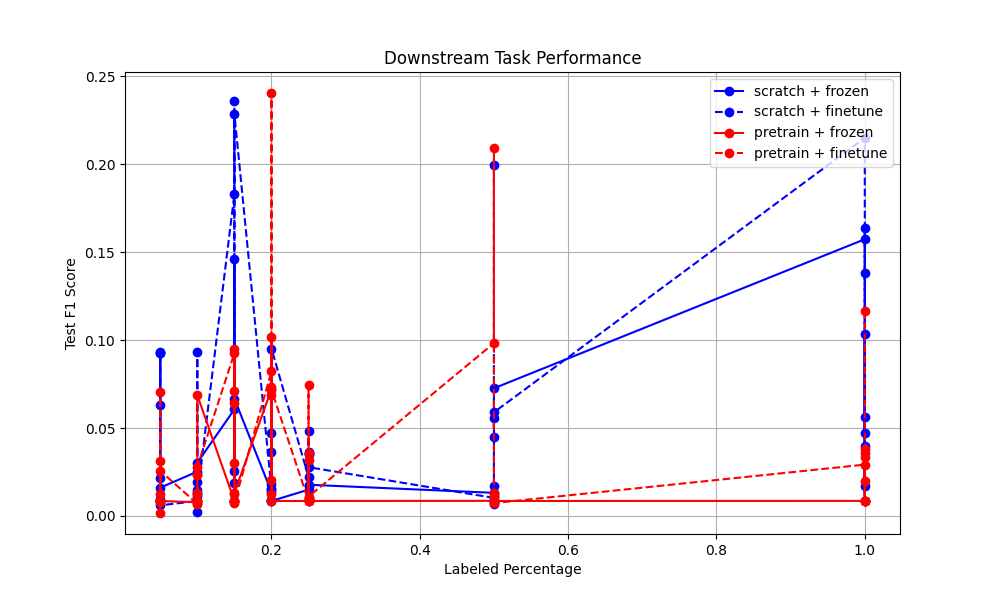 Downstream Task Performance
scratch + frozen
scratch + finetune
pretrain + frozen
pretrain + finetune
0.25
0.20
0.15
0.10
0.05
0.00
Test F1 Score
0.2
0.4
0.6
0.8
1.0
Labeled Percentage